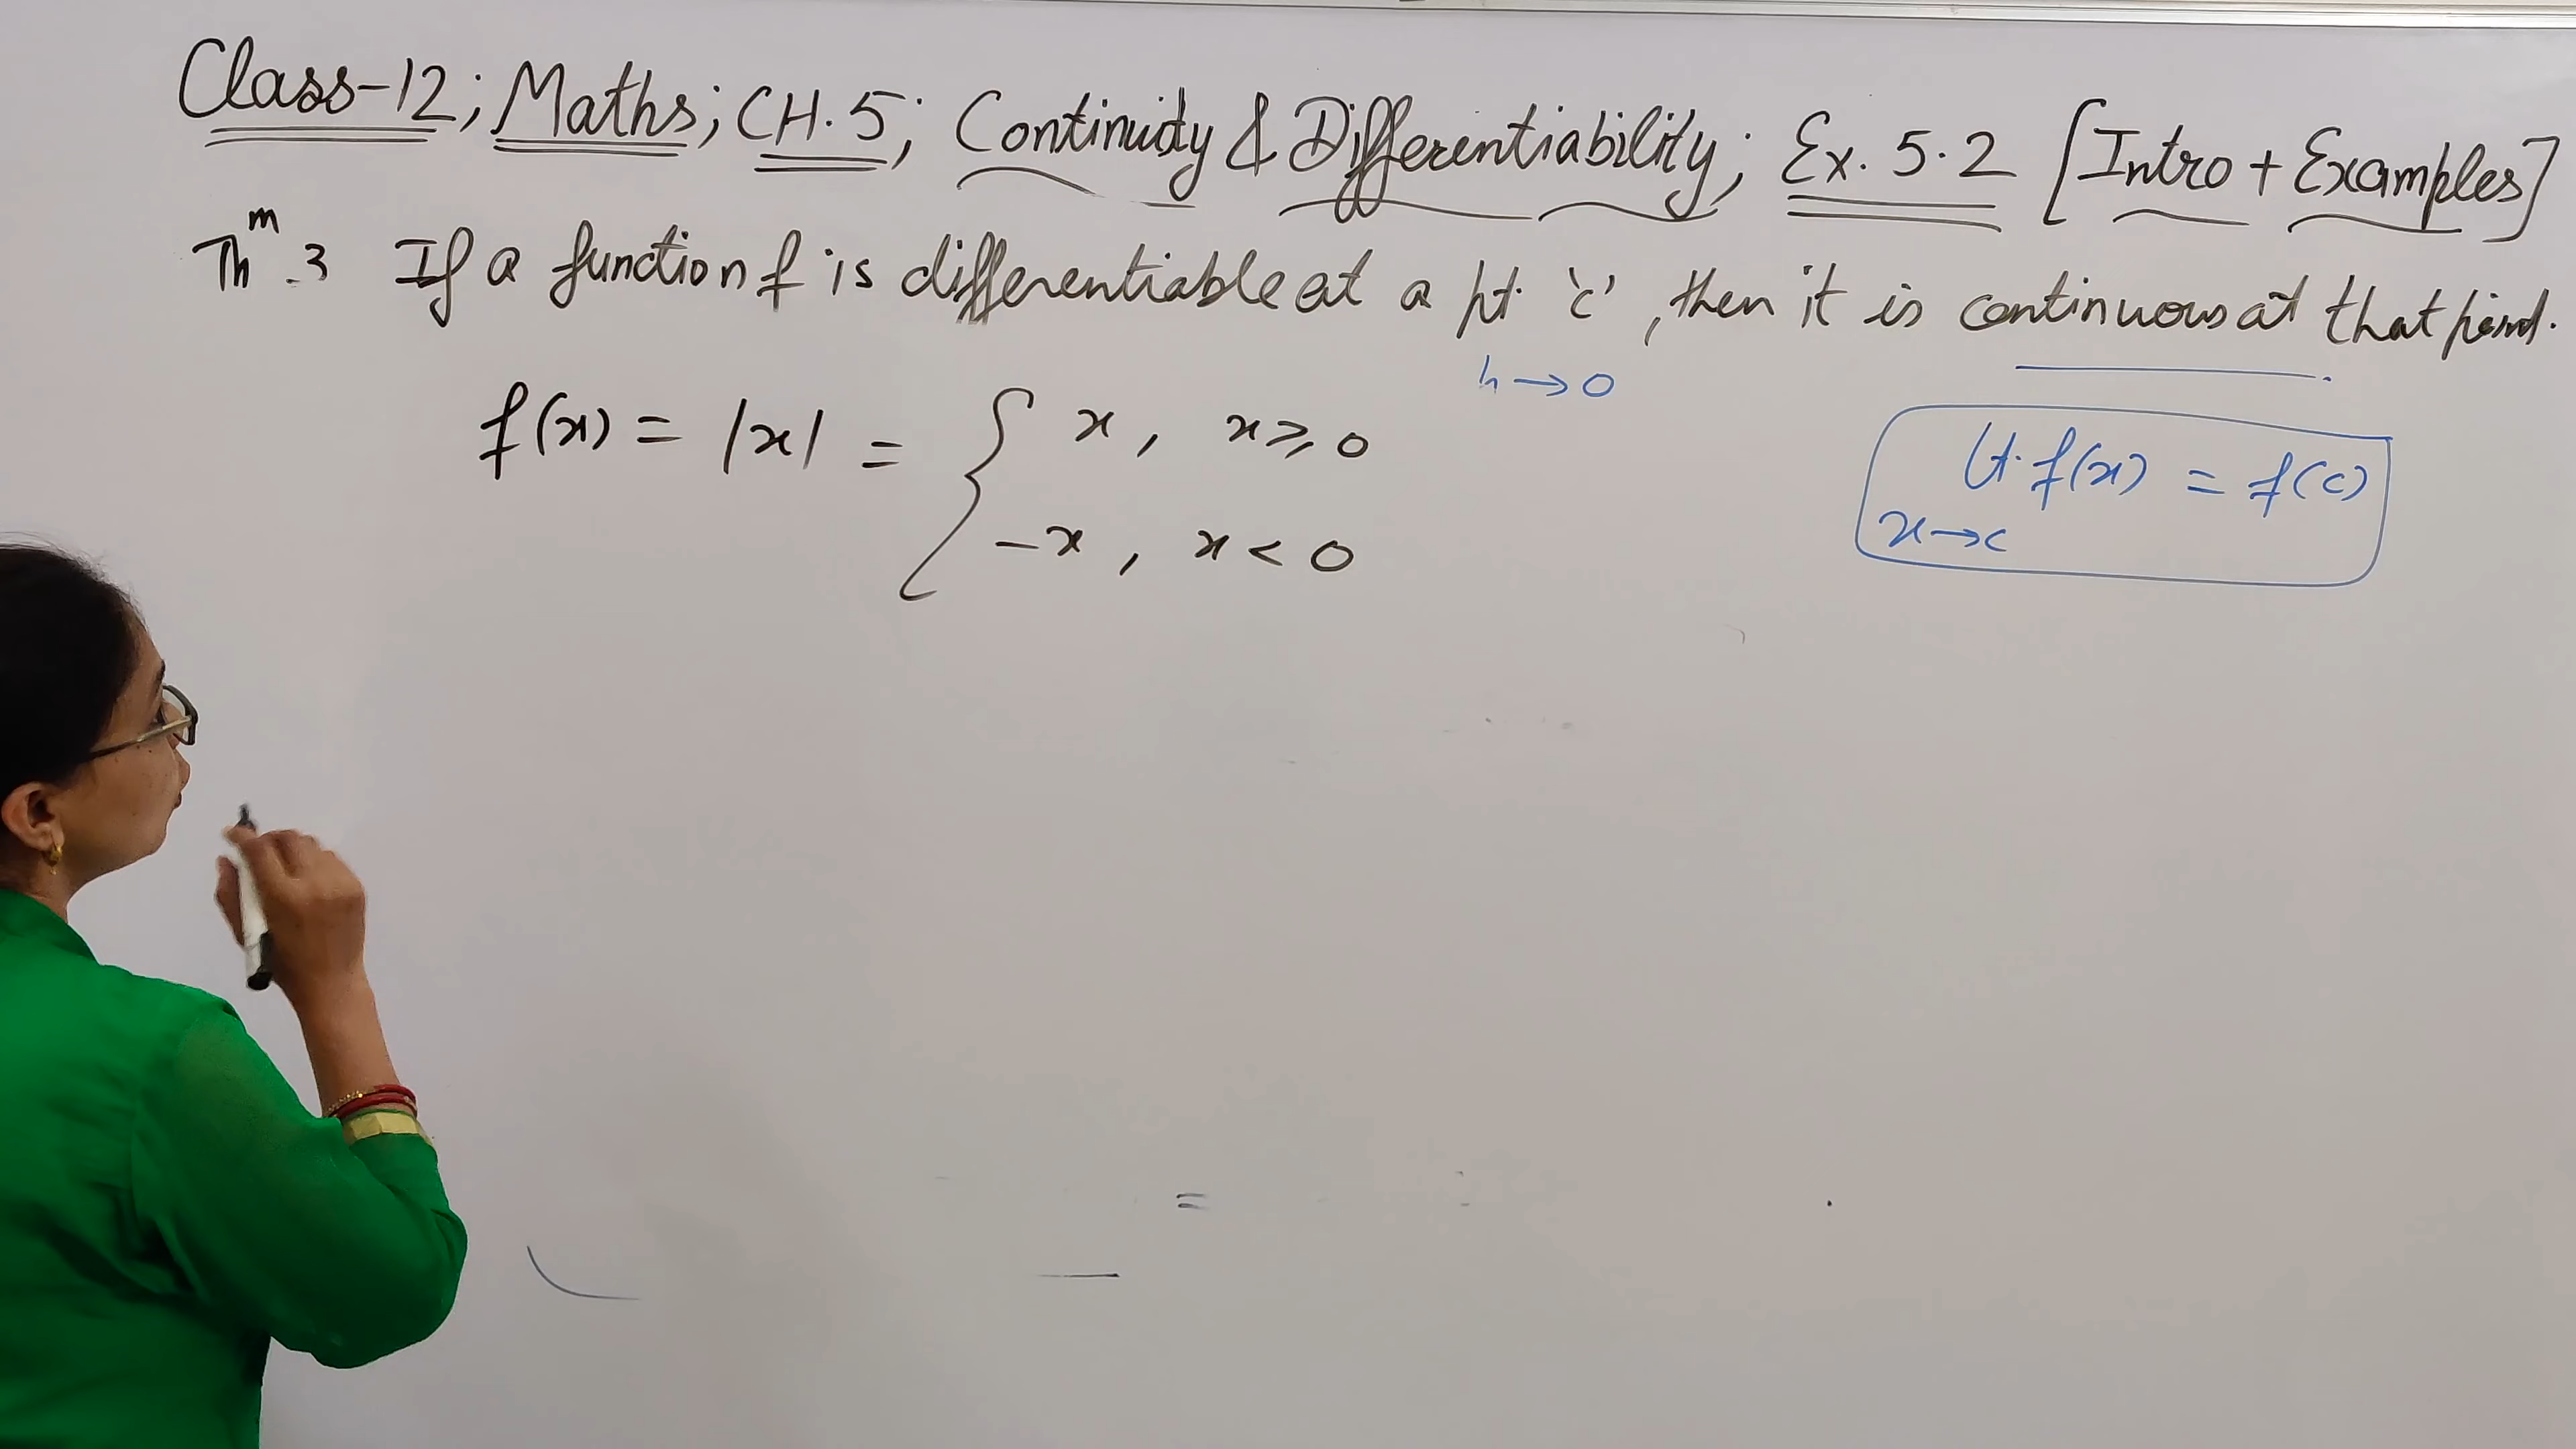 Class-12; Maths; CH. 5; Continuity & Differentiability; Ex. 5.2 [Intro + Examples]
Thm - 3 If a function f is differentiable at a pt. 'c', then it is continuous at that point.
h → 0
f(x) = |x| = { x, x ≥ 0
-x, x < 0
Lt. f(x) = f(c)
x → c
=